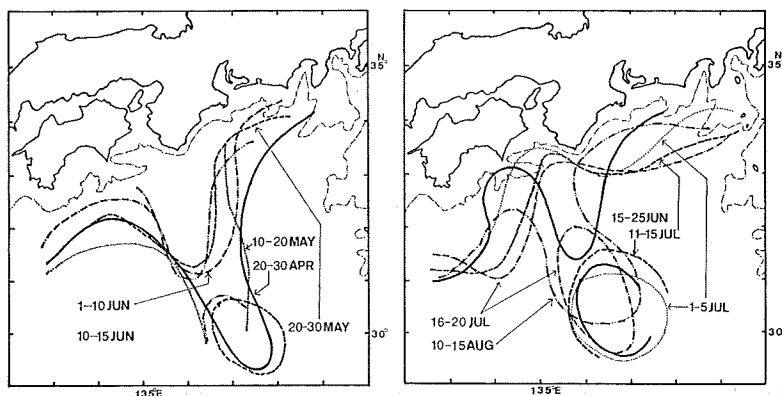 N
35°
10-20 MAY
20-30 APR
1-10 JUN
20-30 MAY
10-15 JUN
30°
135°E
N
35°
15-25 JUN
11-15 JUL
1-5 JUL
16-20 JUL
10-15 AUG
30°
135°E